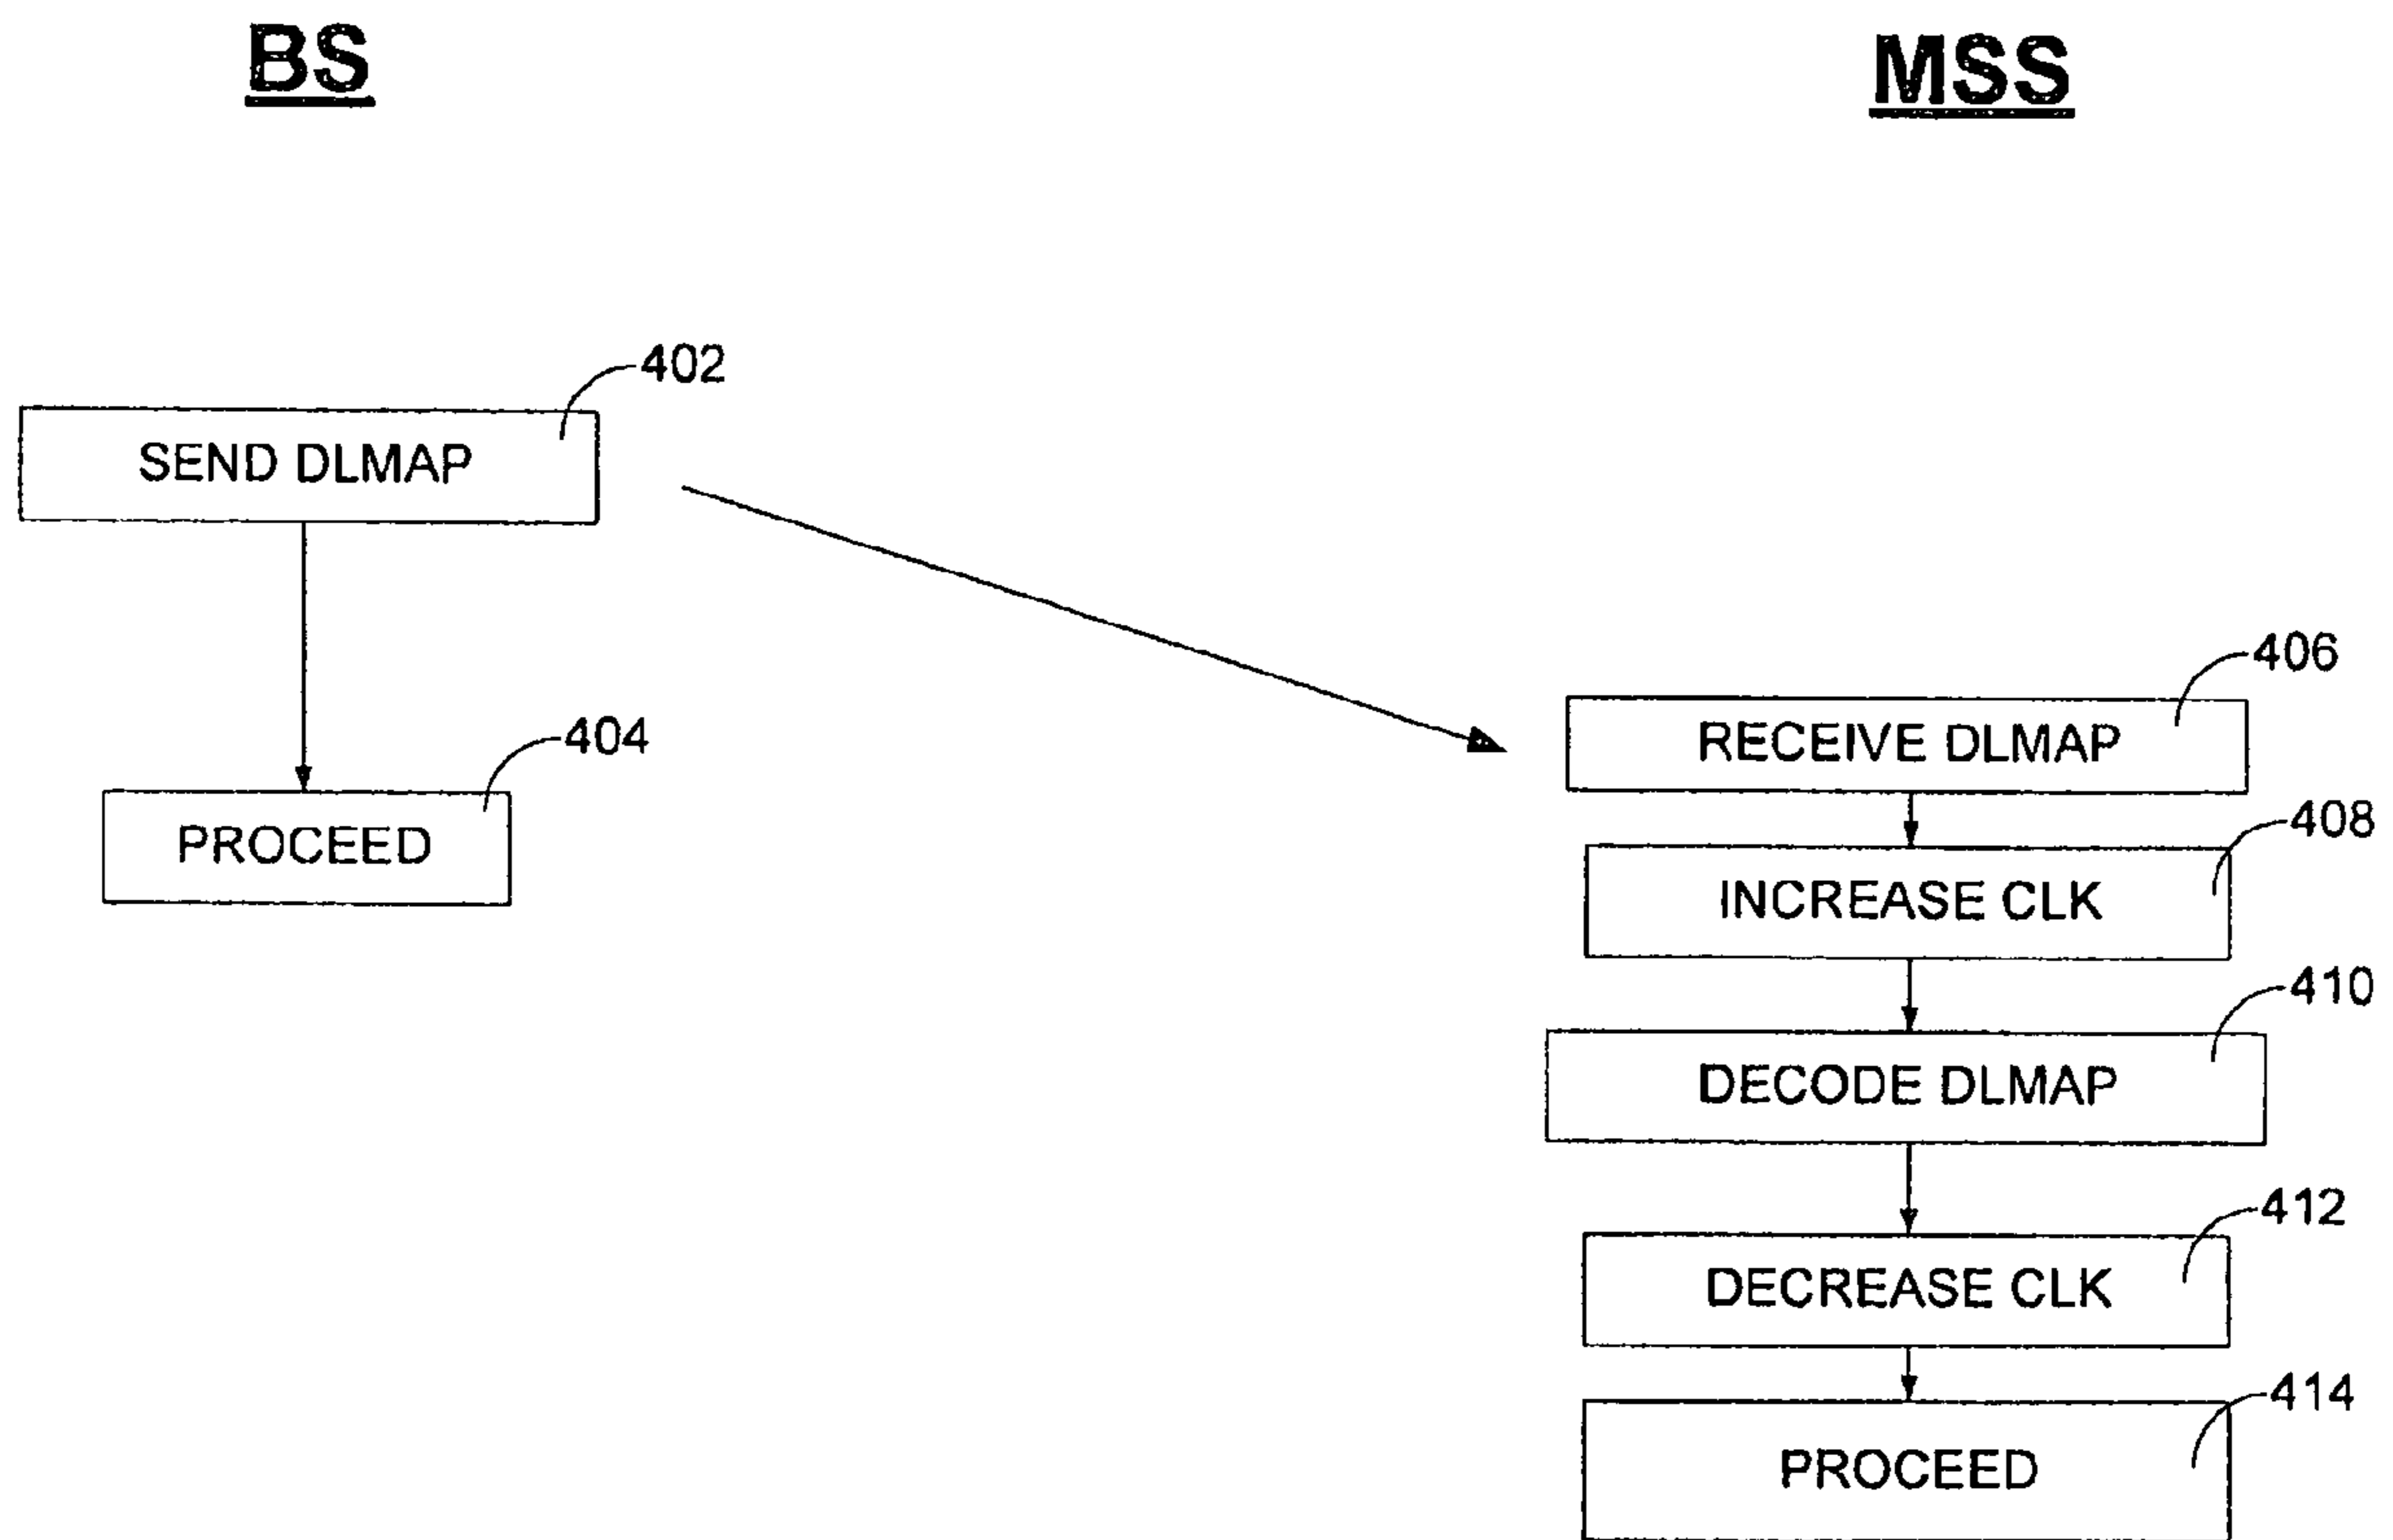 BS
MSS
402
SEND DLMAP
404
PROCEED
406
RECEIVE DLMAP
408
INCREASE CLK
410
DECODE DLMAP
412
DECREASE CLK
414
PROCEED